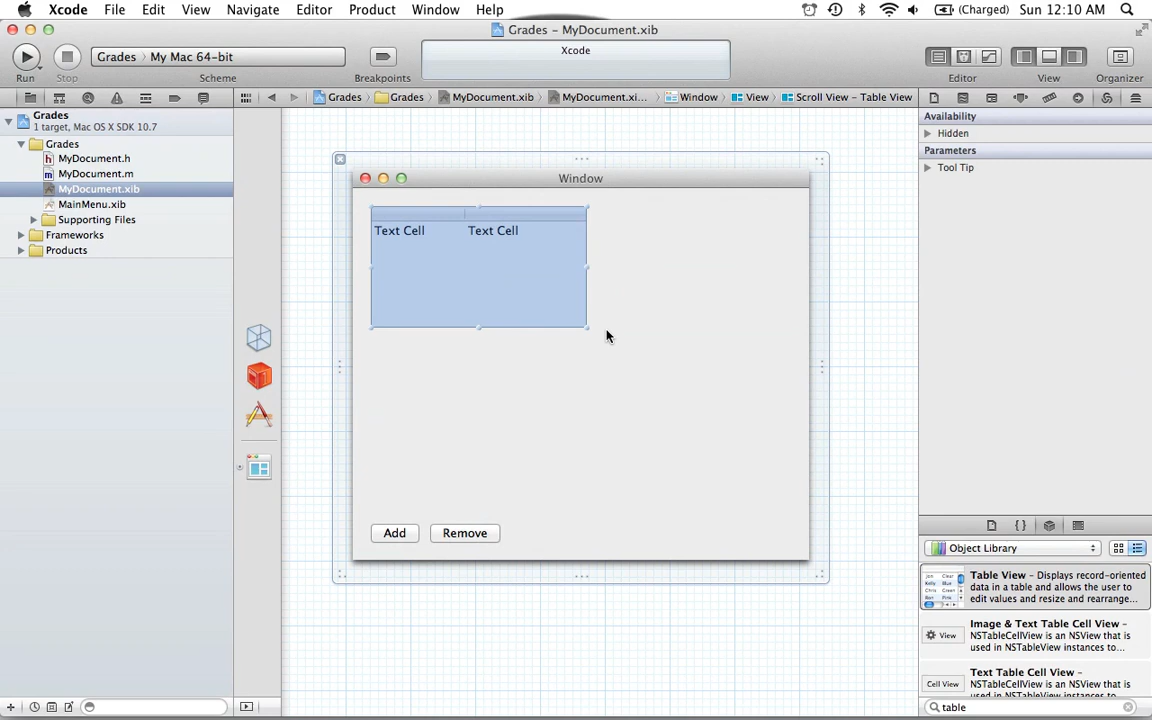 Xcode File Edit View Navigate Editor Product Window Help (Charged) Sun 12:10 AM
Grades – MyDocument.xib
Run Stop
Grades › My Mac 64-bit
Scheme
Breakpoints
Xcode
Editor View Organizer
Grades
1 target, Mac OS X SDK 10.7
Grades
MyDocument.h
MyDocument.m
MyDocument.xib
MainMenu.xib
Supporting Files
Frameworks
Products
Grades Grades MyDocument.xib MyDocument.xi... Window View Scroll View – Table View
Window
Text Cell Text Cell
Add Remove
Availability
Hidden
Parameters
Tool Tip
Object Library
Table View – Displays record-oriented
data in a table and allows the user to
edit values and resize and rearrange...
Image & Text Table Cell View –
NSTableCellView is an NSView that is
used in NSTableView instances to...
View
Text Table Cell View –
NSTableCellView is an NSView that is
used in NSTableView instances to...
Cell View
table